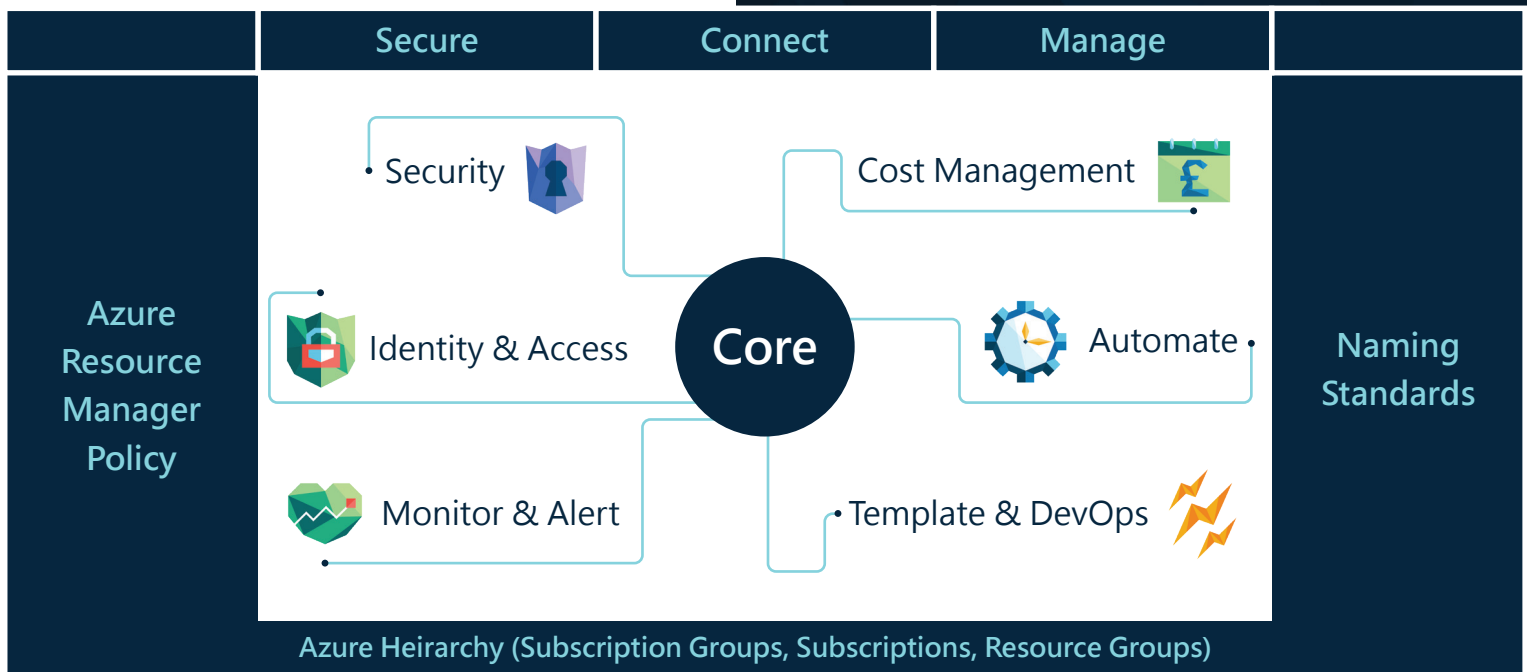 Secure
Connect
Manage
Security
Cost Management
£
Azure
Resource
Manager
Policy
Identity & Access
Core
Automate
Naming
Standards
Monitor & Alert
Template & DevOps
Azure Heirarchy (Subscription Groups, Subscriptions, Resource Groups)